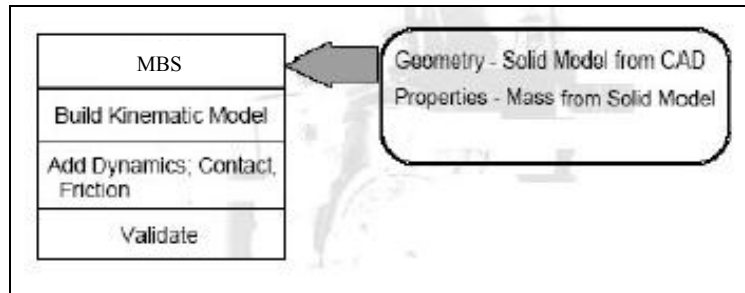 MBS
Build Kinematic Model
Add Dynamics; Contact,
Friction
Validate
Geometry - Solid Model from CAD
Properties - Mass from Solid Model